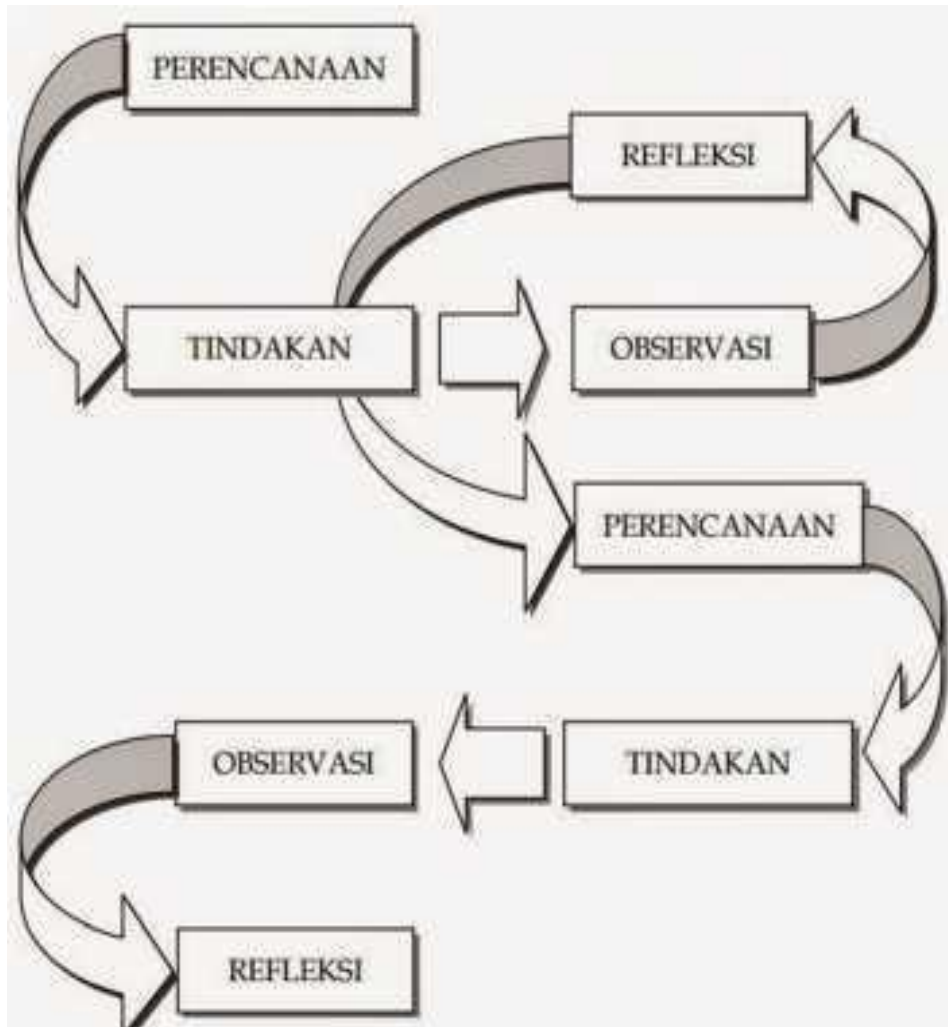 PERENCANAAN
REFLEKSI
TINDAKAN
OBSERVASI
PERENCANAAN
OBSERVASI
TINDAKAN
REFLEKSI